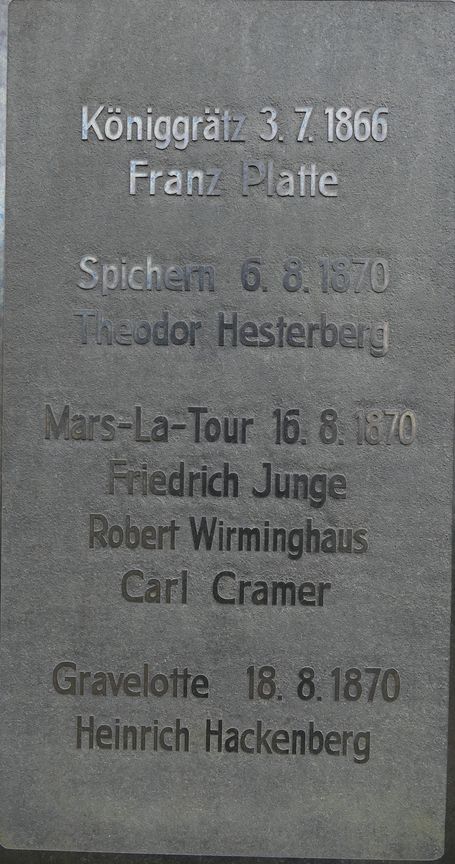 Königgrätz 3. 7. 1866
Franz Platte
Spichern 6. 8. 1870
Theodor Hesterberg
Mars-La-Tour 16. 8. 1870
Friedrich Junge
Robert Wirminghaus
Carl Cramer
Gravelotte 18. 8. 1870
Heinrich Hackenberg